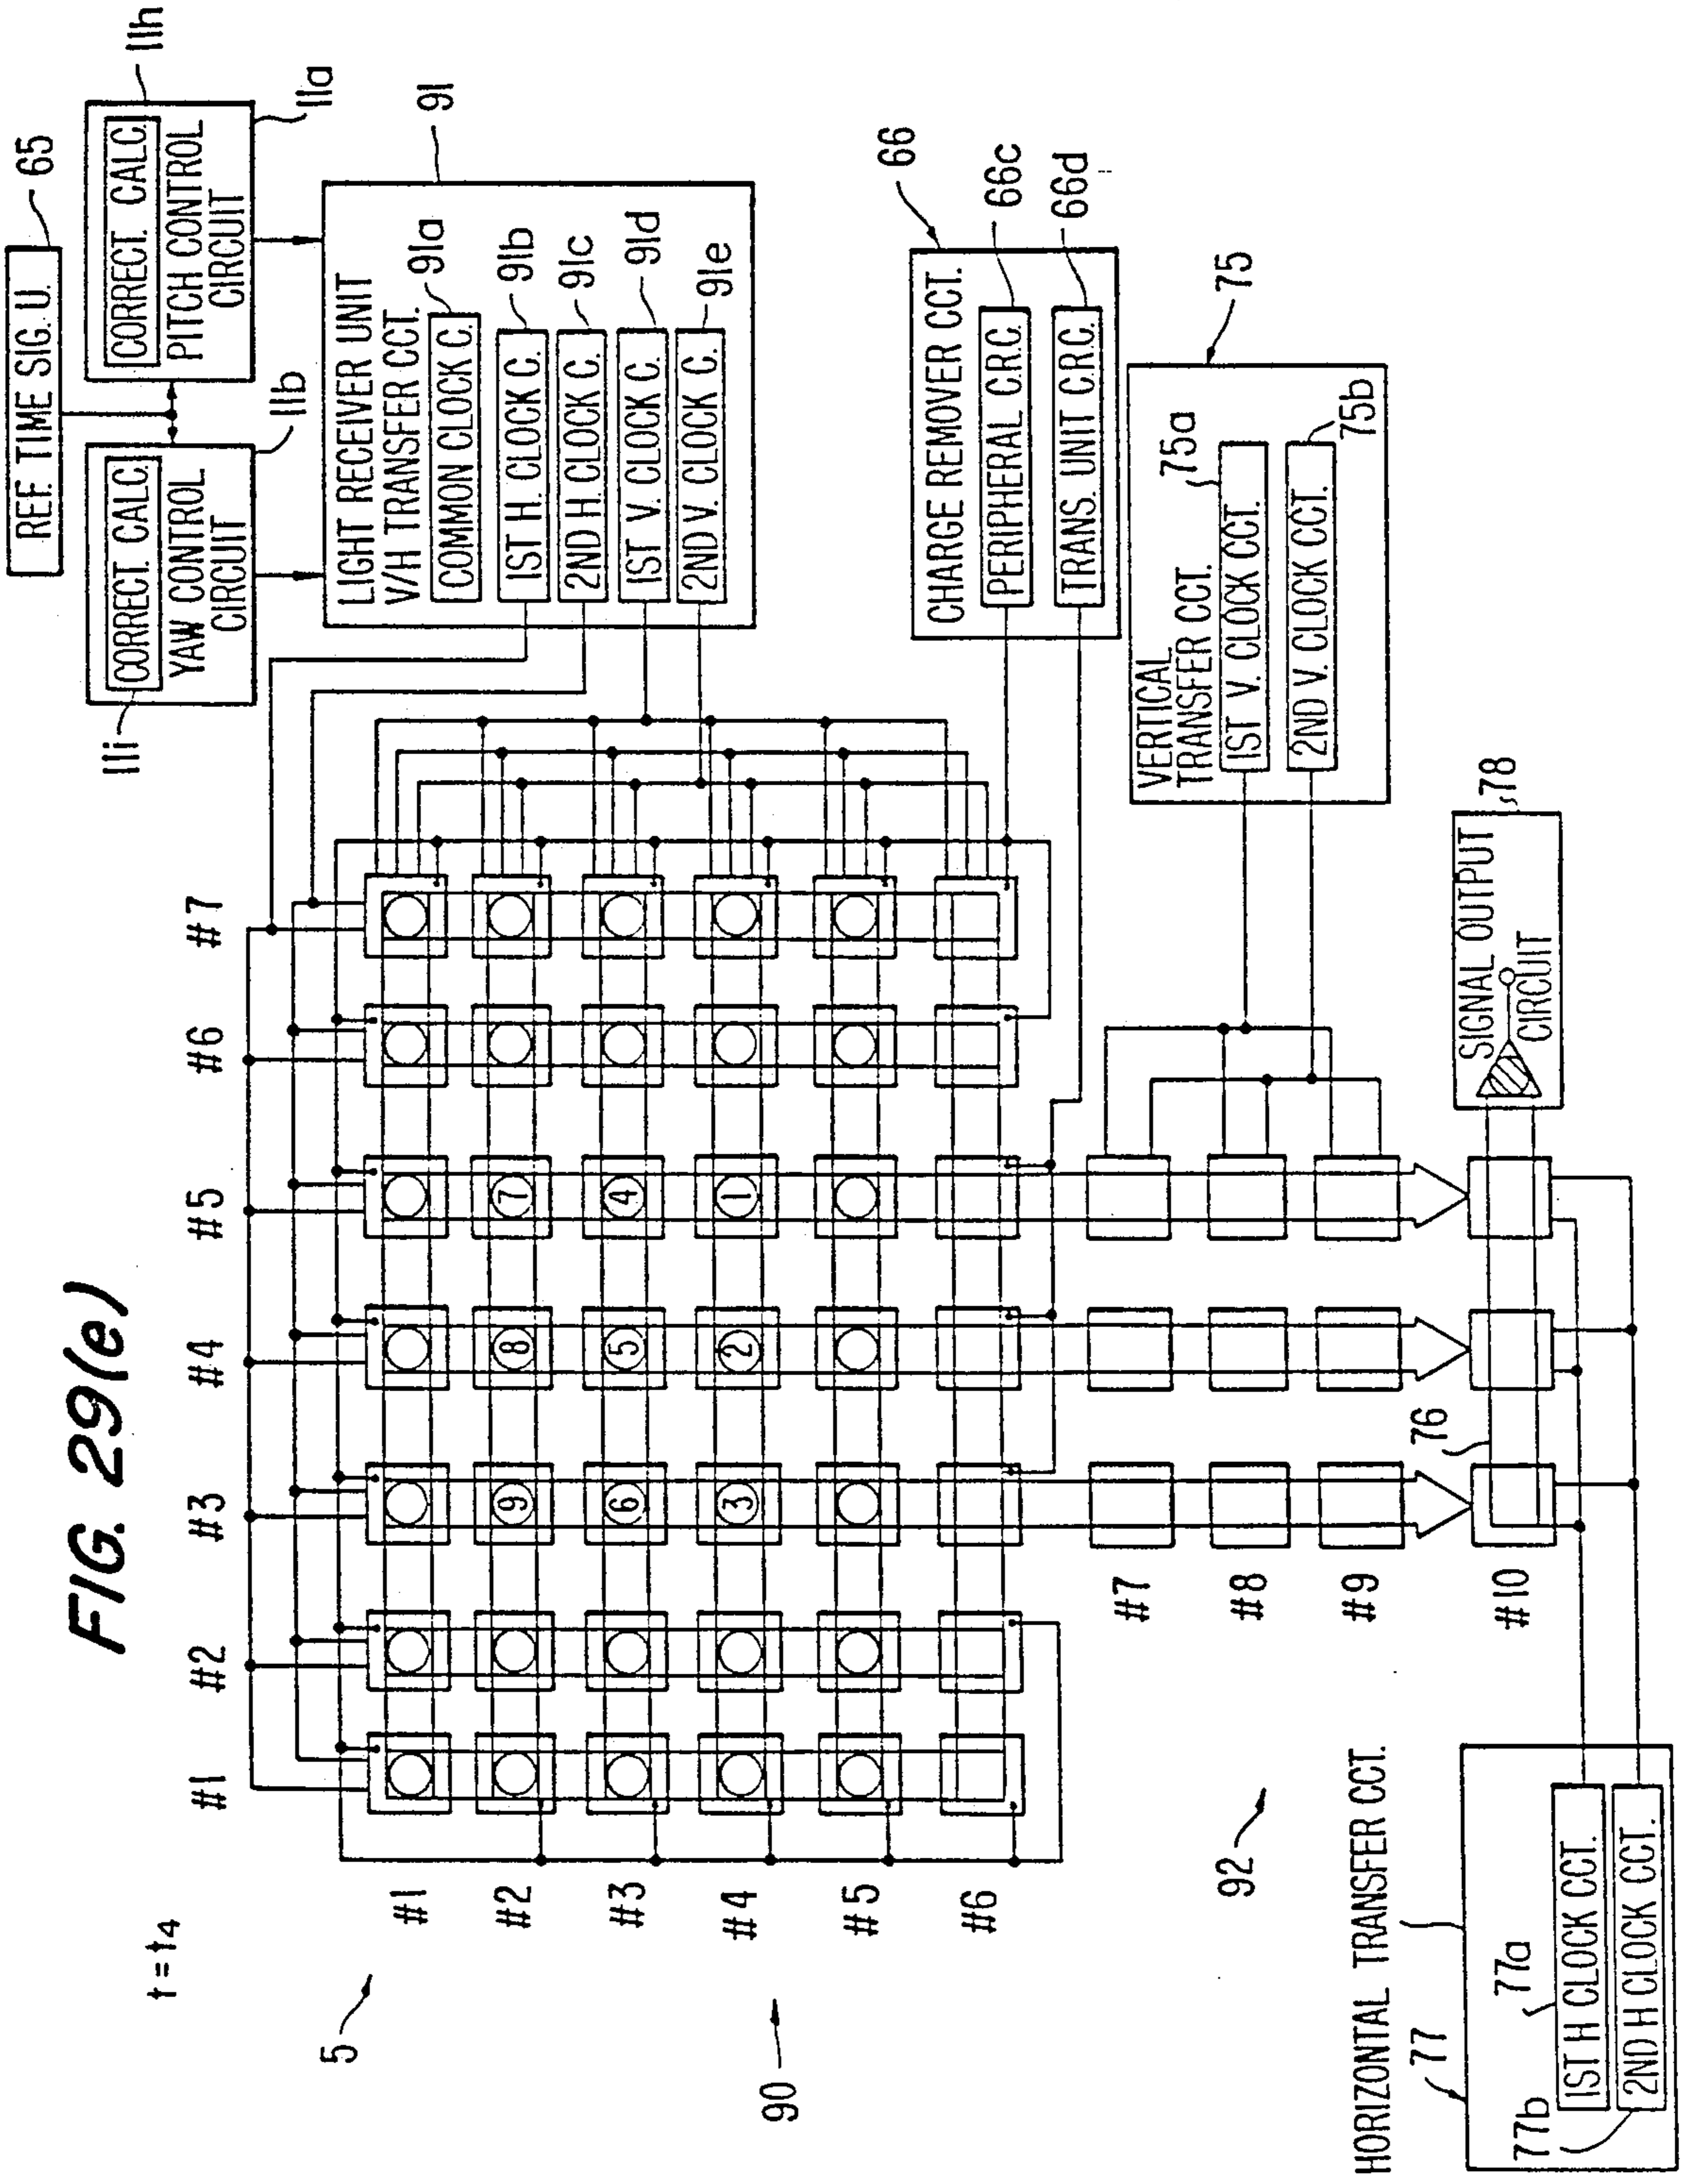 FIG. 29(e)
t = t4
REF. TIME SIG. U.
65
CORRECT. CALC.
YAW CONTROL
CIRCUIT
11i
11b
CORRECT. CALC.
PITCH CONTROL
CIRCUIT
11h
11a
LIGHT RECEIVER UNIT
V/H TRANSFER CCT.
91
COMMON CLOCK C.
91a
1ST H. CLOCK C.
91b
2ND H. CLOCK C.
91c
1ST V. CLOCK C.
91d
2ND V. CLOCK C.
91e
5
90
#1 #2 #3 #4 #5 #6 #7
#1
#2
9 8 7
#3
6 5 4
#4
3 2 1
#5
#6
CHARGE REMOVER CCT.
66
PERIPHERAL C.R.C.
66c
TRANS. UNIT C.R.C.
66d
VERTICAL
TRANSFER CCT.
75
1ST V. CLOCK CCT.
75a
2ND V. CLOCK CCT.
75b
92
#7
#8
#9
#10
76
SIGNAL OUTPUT
CIRCUIT
78
HORIZONTAL TRANSFER CCT.
77
77a
1ST H CLOCK CCT.
77b
2ND H CLOCK CCT.